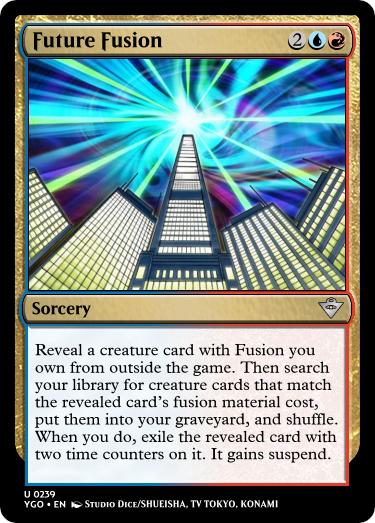 Future Fusion 2
Sorcery
Reveal a creature card with Fusion you
own from outside the game. Then search
your library for creature cards that match
the revealed card's fusion material cost,
put them into your graveyard, and shuffle.
When you do, exile the revealed card with
two time counters on it. It gains suspend.
U 0239
YGO • EN Studio Dice/SHUEISHA, TV TOKYO, KONAMI